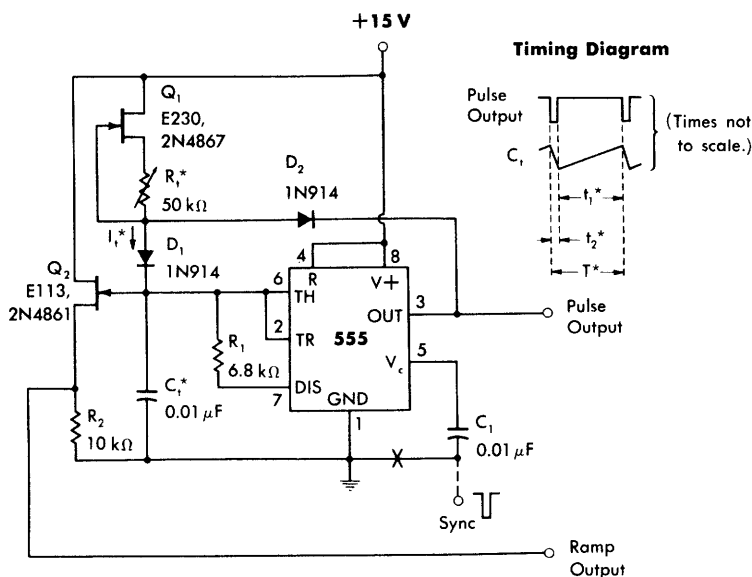 +15 V
Timing Diagram
Q₁
E230,
2N4867
Pulse
Output
(Times not
to scale.)
Cₜ
t₁*
t₂*
T*
Rₜ*
50 kΩ
D₂
1N914
Iₜ*
D₁
1N914
Q₂
E113,
2N4861
4
8
R
V+
6
TH
3
OUT
Pulse
Output
2
TR
555
5
V꜀
R₁
6.8 kΩ
DIS
7
GND
1
Cₜ*
0.01 μF
C₁
0.01 μF
R₂
10 kΩ
Sync
Ramp
Output